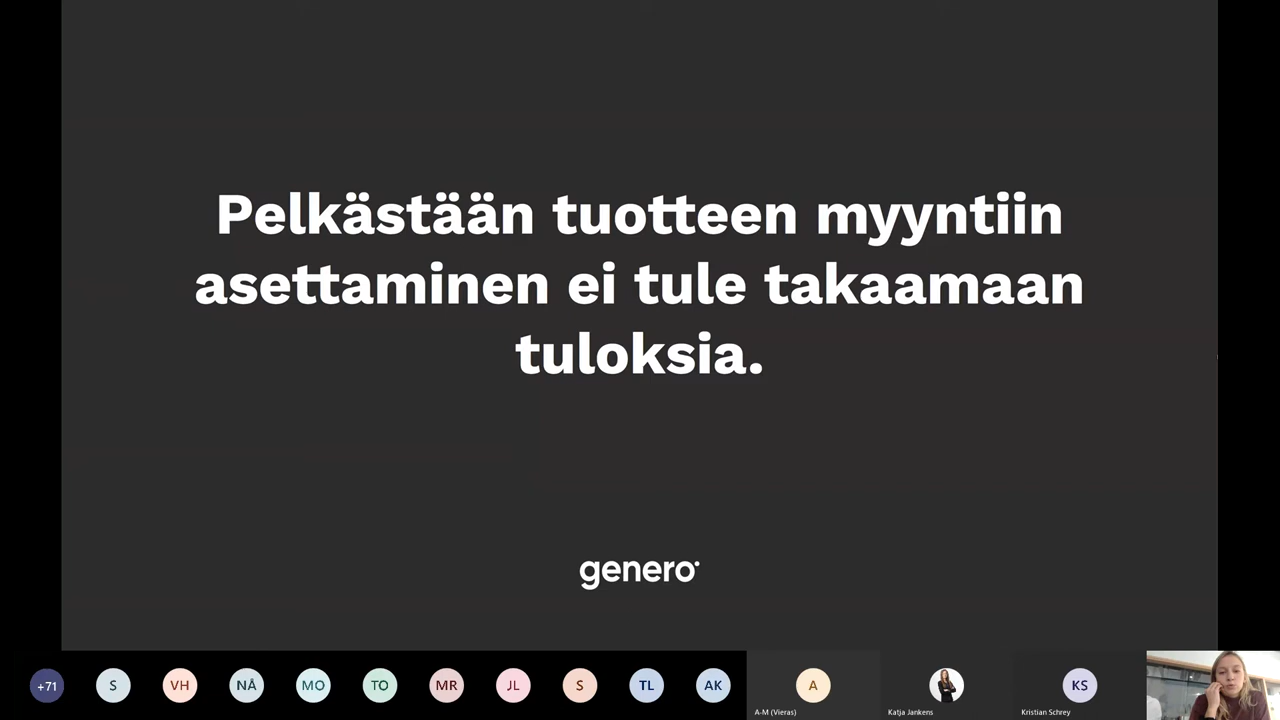 Pelkästään tuotteen myyntiin
asettaminen ei tule takaamaan
tuloksia.
genero
+71
S
VH
NÅ
MO
TO
MR
JL
S
TL
AK
A
KS
A-M (Vieras)
Katja Jankens
Kristian Schrey